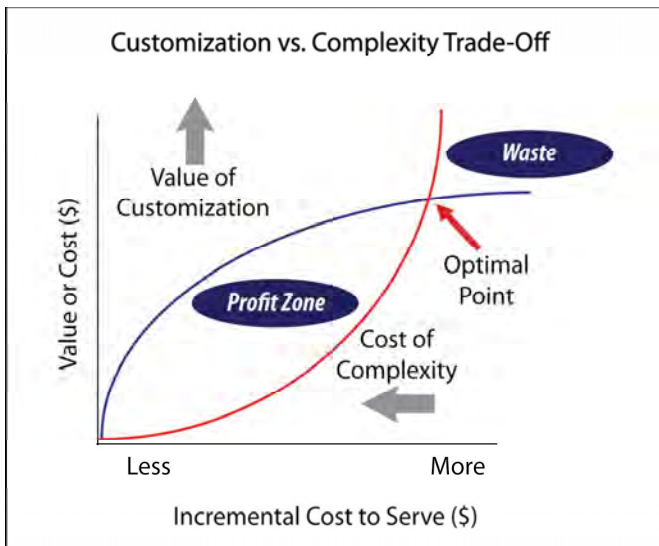 Customization vs. Complexity Trade-Off
Waste
Value of
Customization
Value or Cost ($)
Optimal
Point
Profit Zone
Cost of
Complexity
Less
More
Incremental Cost to Serve ($)